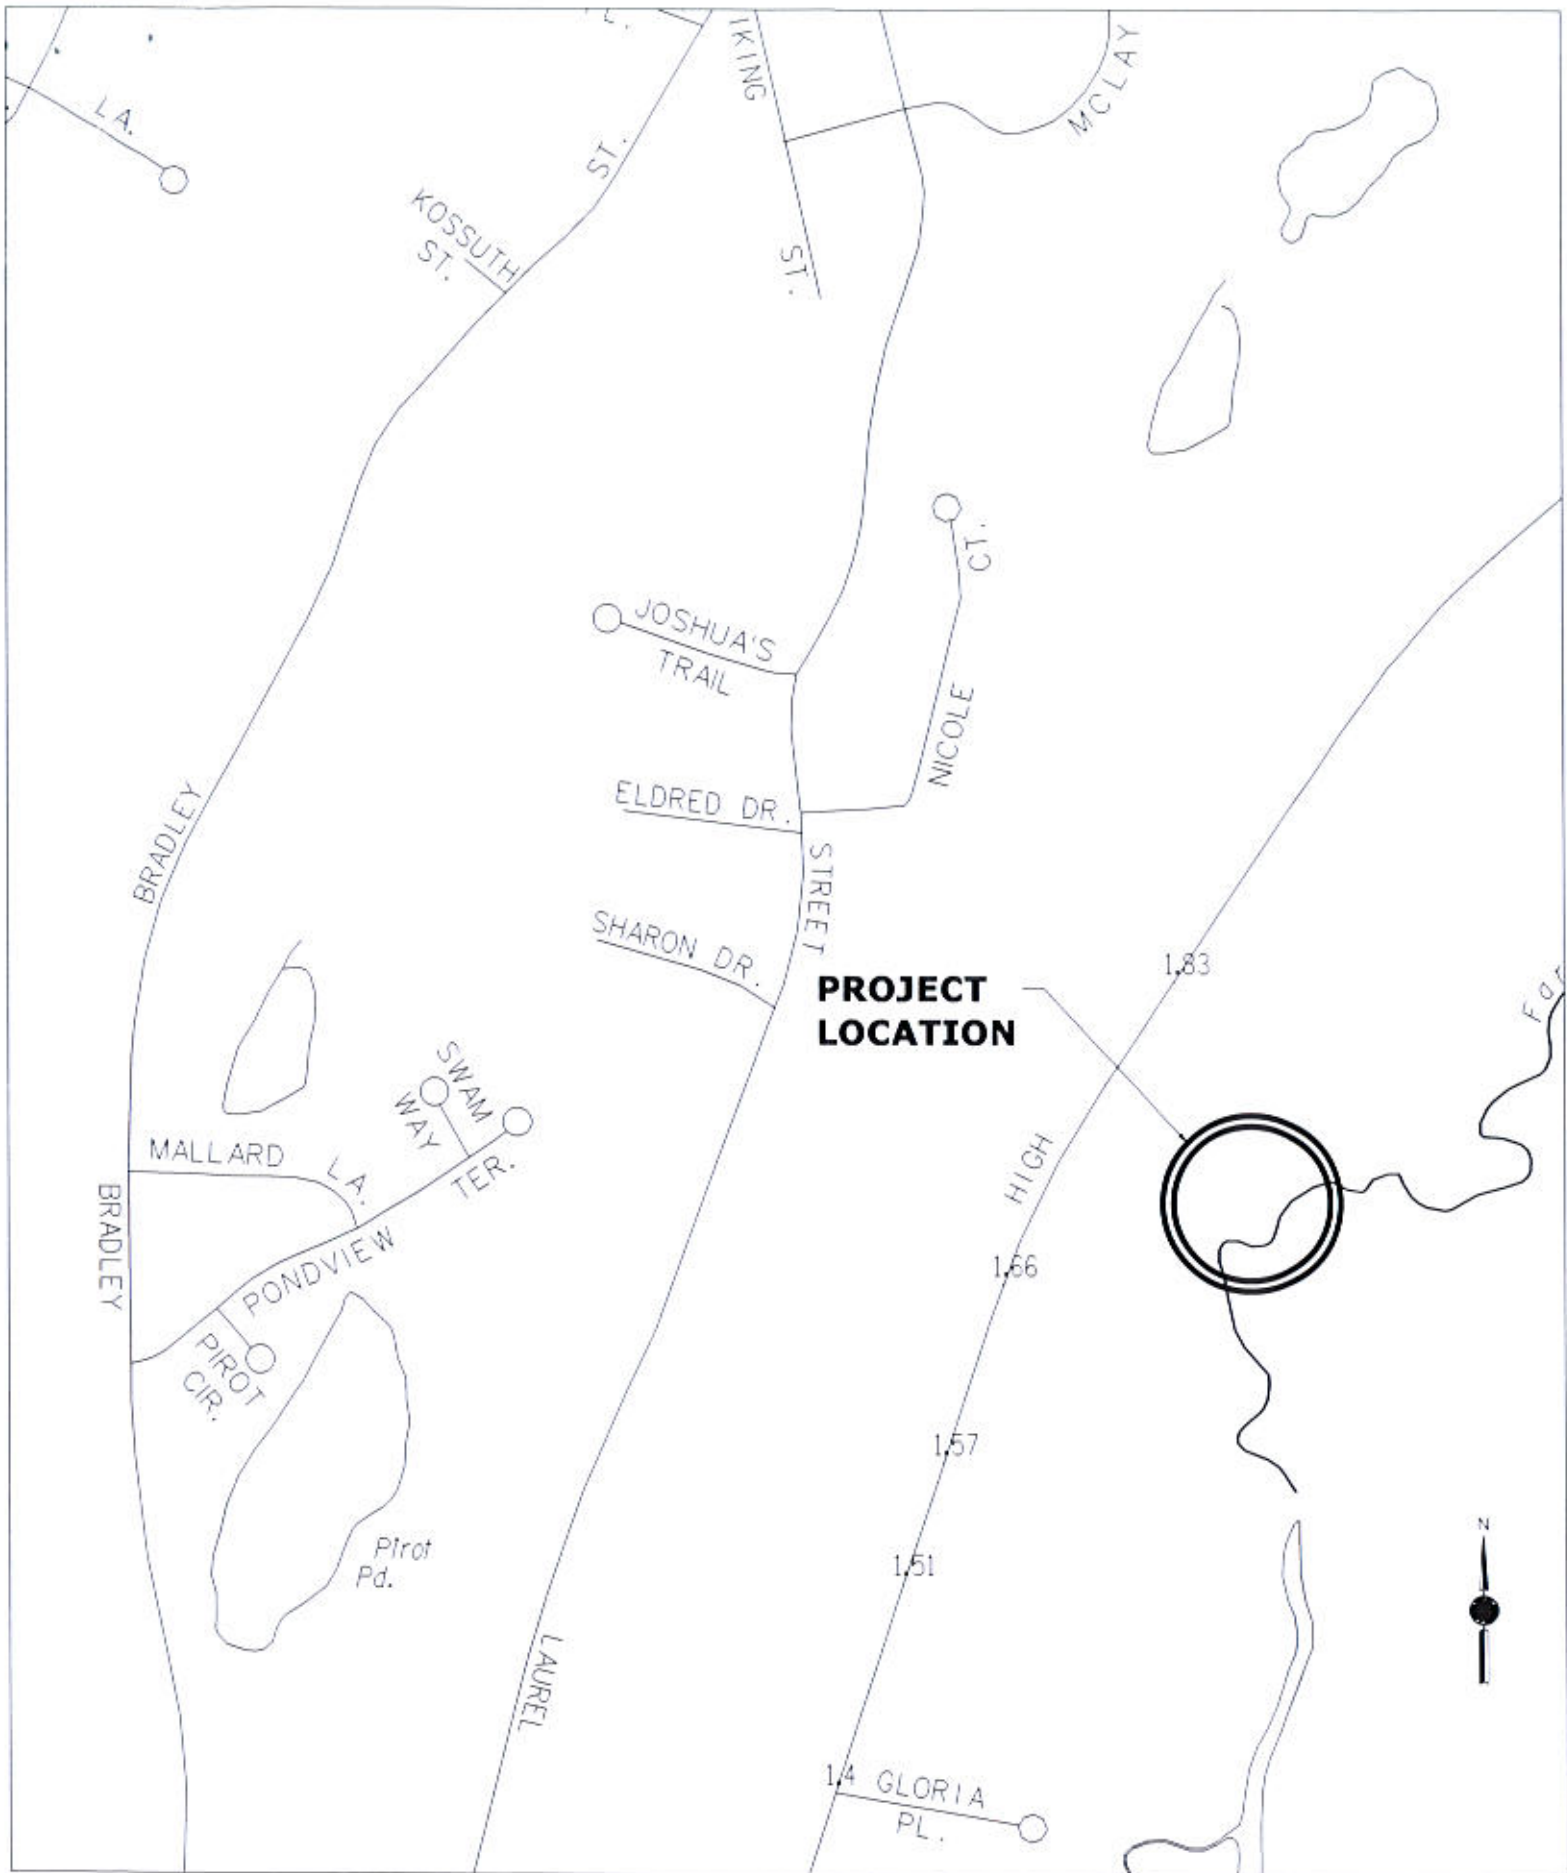 IKING
ST.
MCLAY
LA.
ST.
KOSSUTH
ST.
CT.
JOSHUA'S
TRAIL
NICOLE
ELDRED DR.
STREET
BRADLEY
SHARON DR.
PROJECT
LOCATION
1.83
SWAM
WAY
MALLARD LA.
TER.
HIGH
BRADLEY
PONDVIEW
1.66
PIROT
CIR.
1.57
Pirot
Pd.
1.51
N
LAUREL
1.4
GLORIA
PL.